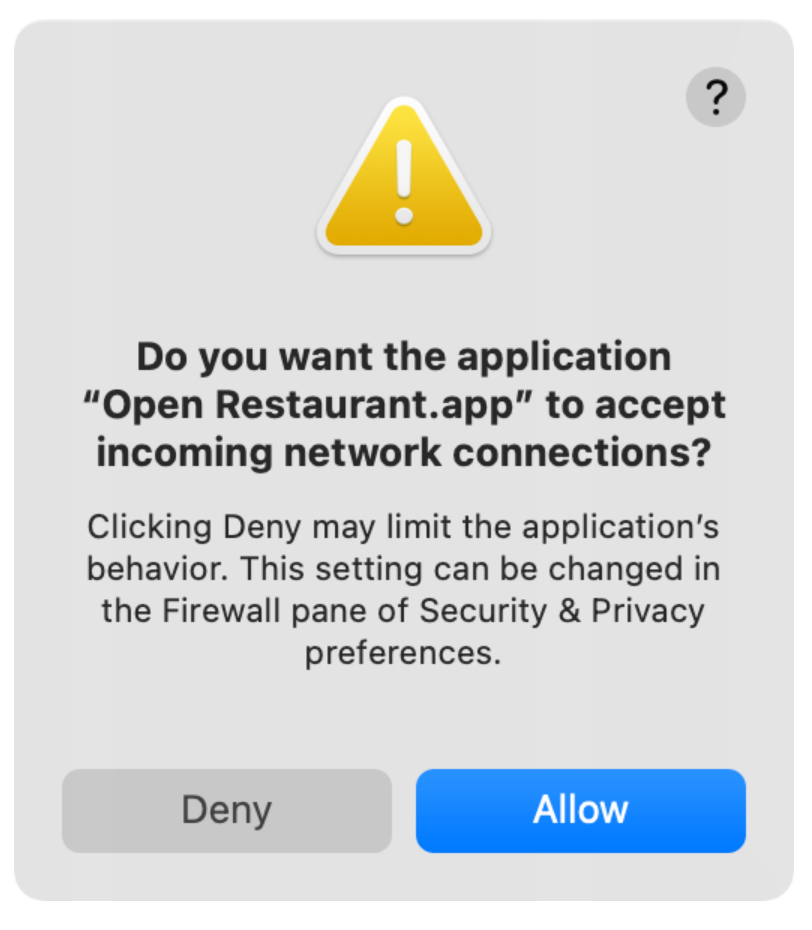 ?
Do you want the application
“Open Restaurant.app” to accept
incoming network connections?
Clicking Deny may limit the application’s
behavior. This setting can be changed in
the Firewall pane of Security & Privacy
preferences.
Deny
Allow